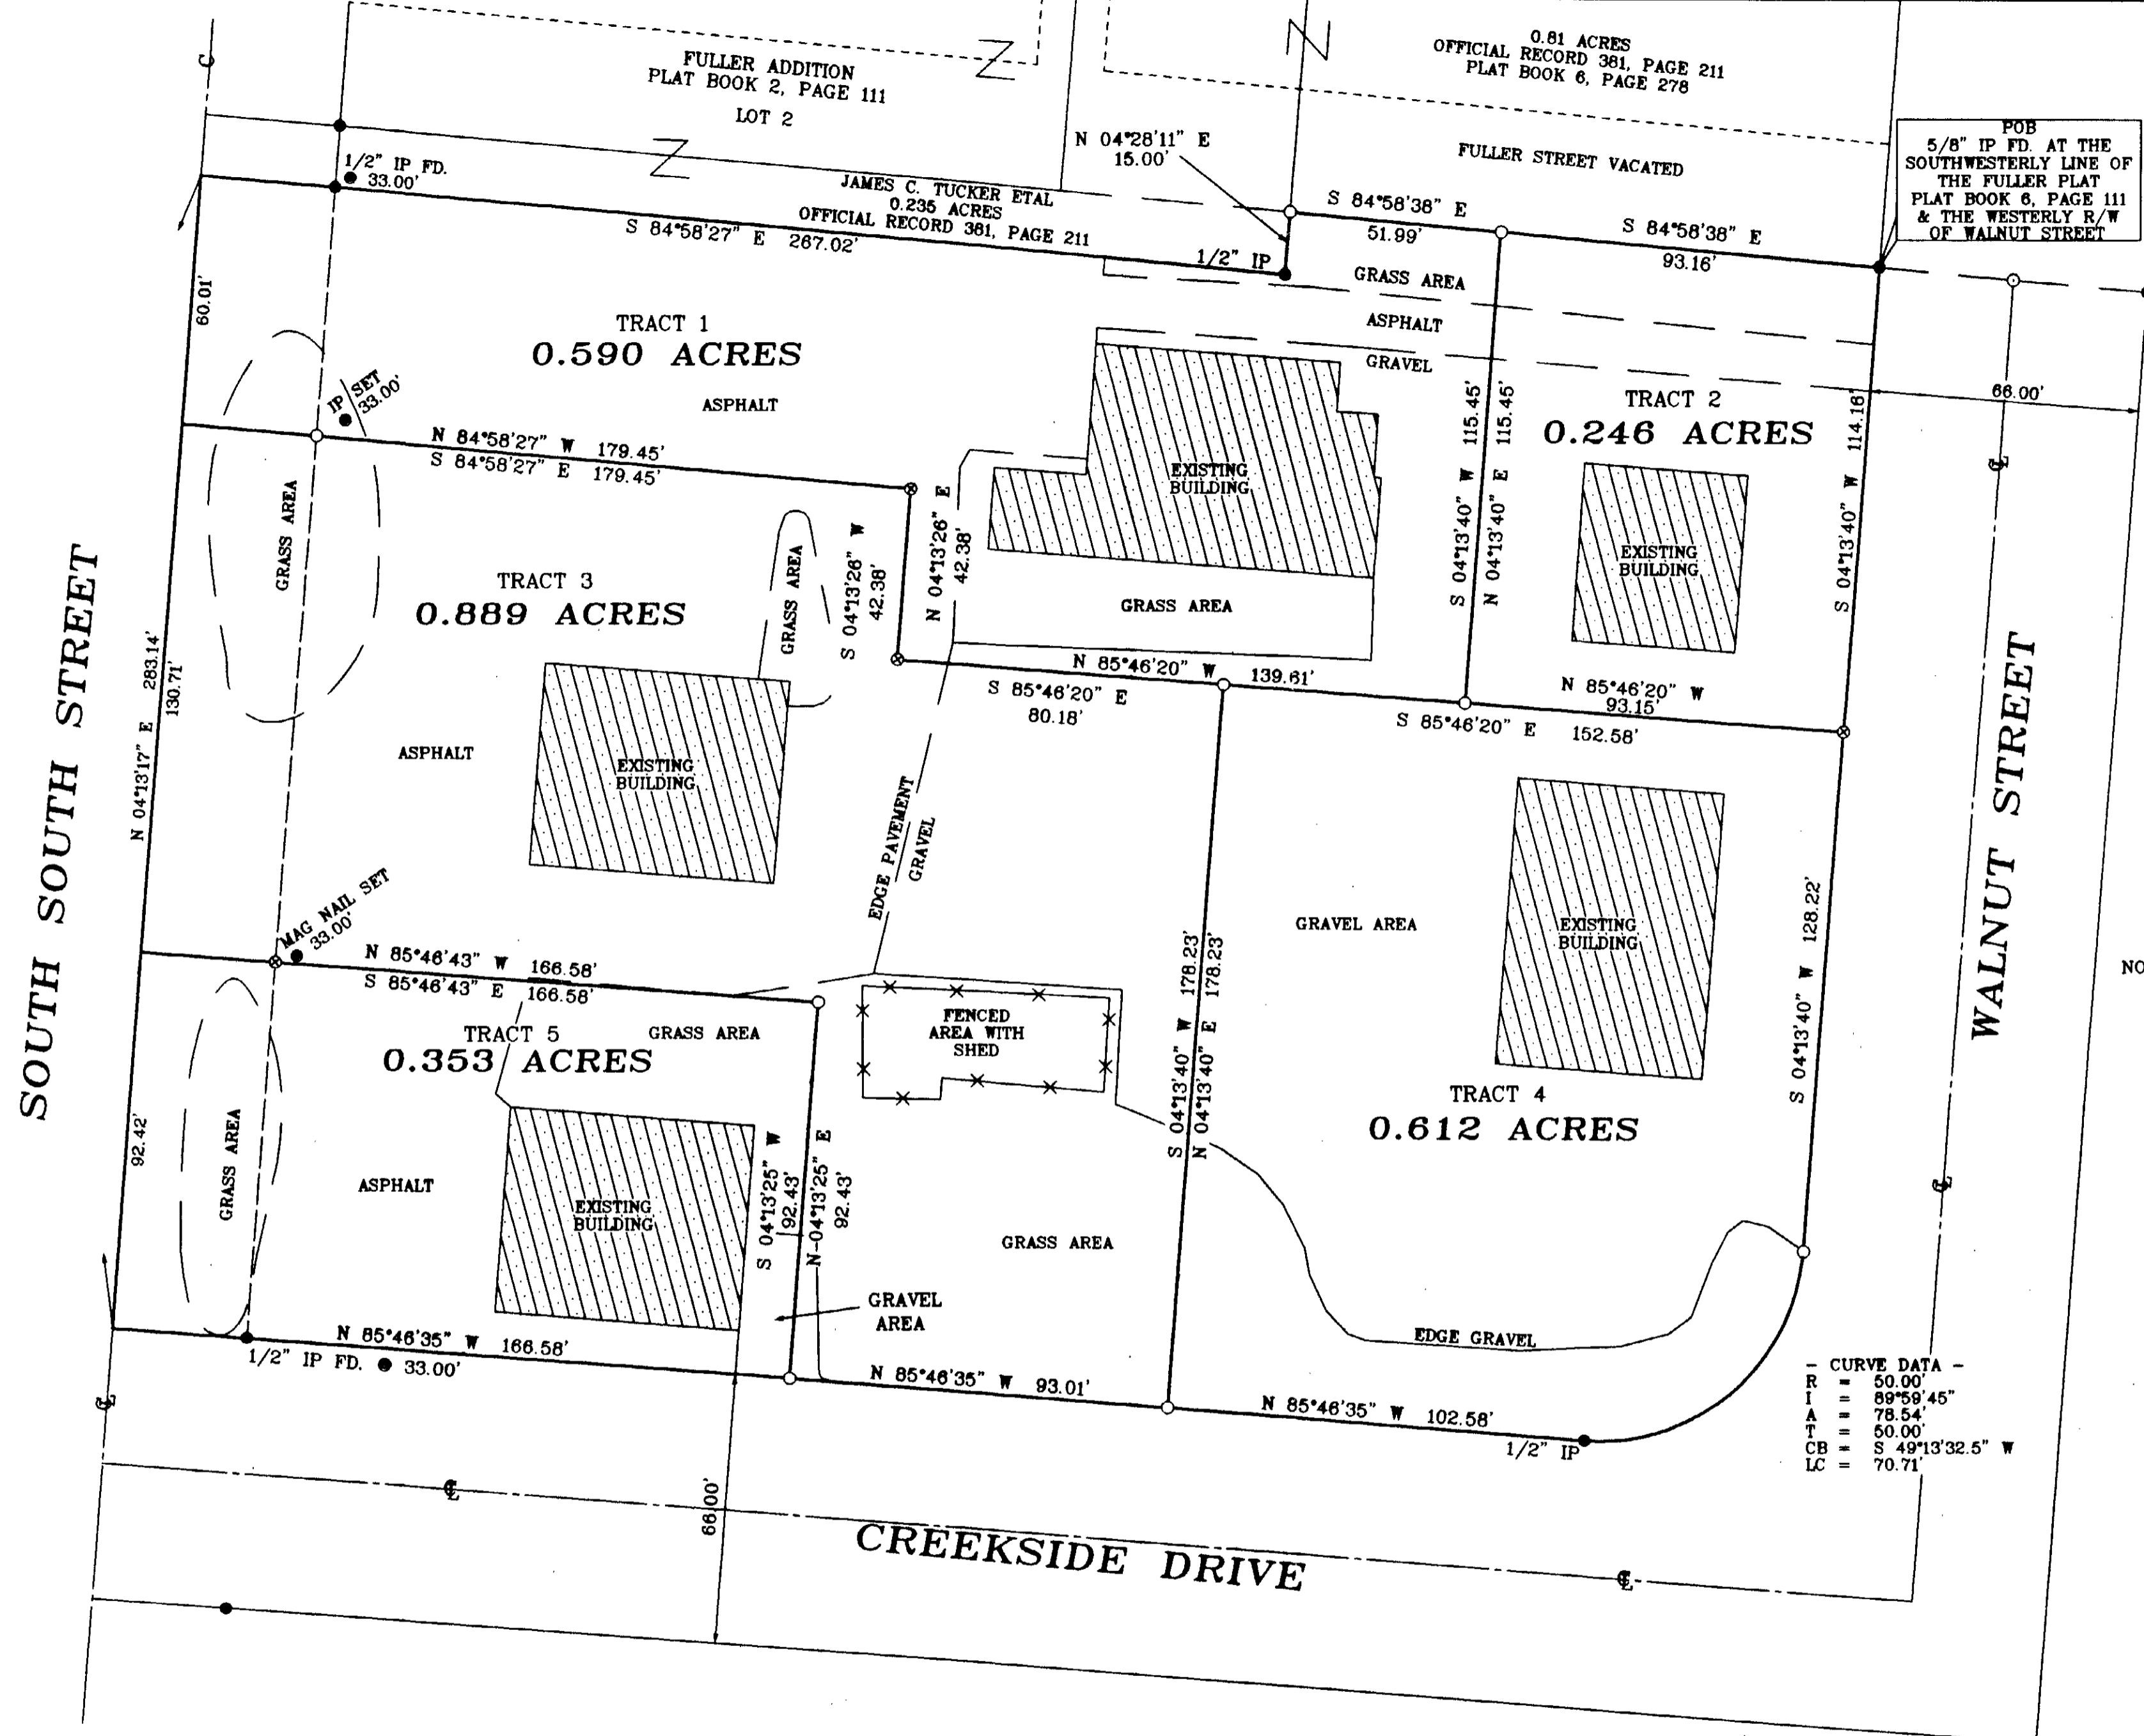 FULLER ADDITION
PLAT BOOK 2, PAGE 111
LOT 2
0.81 ACRES
OFFICIAL RECORD 381, PAGE 211
PLAT BOOK 6, PAGE 278
N 04°28'11" E
15.00'
FULLER STREET VACATED
POB
5/8" IP FD. AT THE
SOUTHWESTERLY LINE OF
THE FULLER PLAT
PLAT BOOK 6, PAGE 111
& THE WESTERLY R/W
OF WALNUT STREET
1/2" IP FD.
33.00'
JAMES C. TUCKER ETAL
0.235 ACRES
OFFICIAL RECORD 381, PAGE 211
S 84°58'27" E 267.02'
S 84°58'38" E
51.99'
S 84°58'38" E
93.16'
1/2" IP
GRASS AREA
ASPHALT
GRAVEL
60.01'
TRACT 1
0.590 ACRES
ASPHALT
IP SET
33.00'
N 84°58'27" W 179.45'
S 84°58'27" E 179.45'
EXISTING
BUILDING
GRASS AREA
S 04°13'40" W 115.45'
N 04°13'40" E 115.45'
TRACT 2
0.246 ACRES
EXISTING
BUILDING
S 04°13'40" W 114.16'
66.00'
GRASS AREA
TRACT 3
0.889 ACRES
GRASS AREA
S 04°13'26" W
42.38'
N 04°13'26" E
42.38'
N 85°46'20" W 139.61'
S 85°46'20" E
80.18'
N 85°46'20" W
93.15'
S 85°46'20" E 152.58'
SOUTH SOUTH STREET
N 04°13'17" E 283.14'
130.71'
ASPHALT
EXISTING
BUILDING
EDGE PAVEMENT
GRAVEL
GRAVEL AREA
EXISTING
BUILDING
S 04°13'40" W 128.22'
WALNUT STREET
NO
MAG NAIL SET
33.00'
N 85°46'43" W 166.58'
S 85°46'43" E 166.58'
TRACT 5
0.353 ACRES
GRASS AREA
FENCED
AREA WITH
SHED
S 04°13'40" W 178.23'
N 04°13'40" E 178.23'
TRACT 4
0.612 ACRES
92.42'
GRASS AREA
ASPHALT
EXISTING
BUILDING
S 04°13'25" W
92.43'
N 04°13'25" E
92.43'
GRASS AREA
GRAVEL
AREA
EDGE GRAVEL
N 85°46'35" W 166.58'
1/2" IP FD. 33.00'
N 85°46'35" W 93.01'
N 85°46'35" W 102.58'
1/2" IP
- CURVE DATA -
R = 50.00'
I = 89°59'45"
A = 78.54'
T = 50.00'
CB = S 49°13'32.5" W
LC = 70.71'
66.00'
CREEKSIDE DRIVE